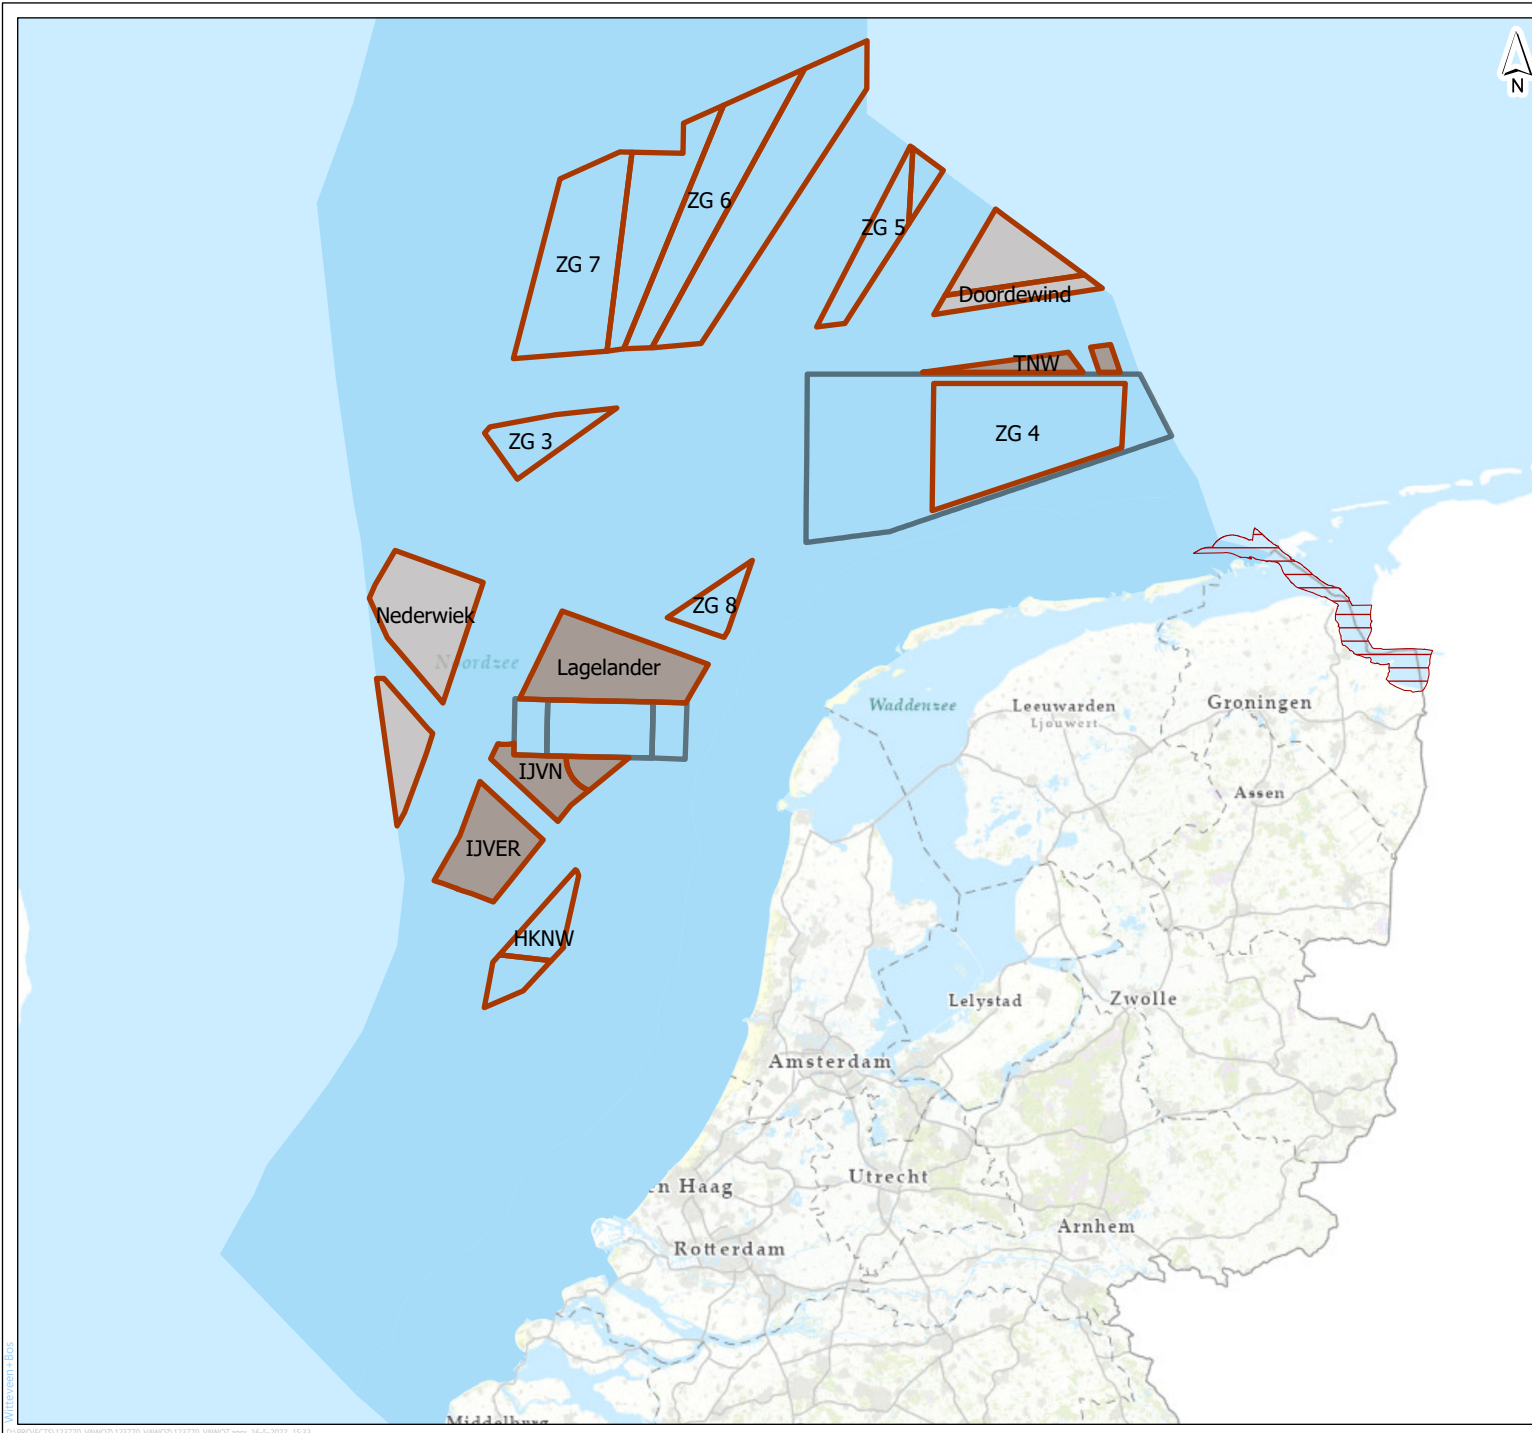 N
ZG 6
ZG 5
ZG 7
Doordewind
TNW
ZG 4
ZG 3
ZG 8
Nederwiek
Noordzee
Lagelander
Waddenzee
Leeuwarden
Ljouwert
Groningen
IJVN
Assen
IJVER
HKNW
Lelystad
Zwolle
Amsterdam
Utrecht
en Haag
Arnhem
Rotterdam
Middelburg
Witteveen+Bos